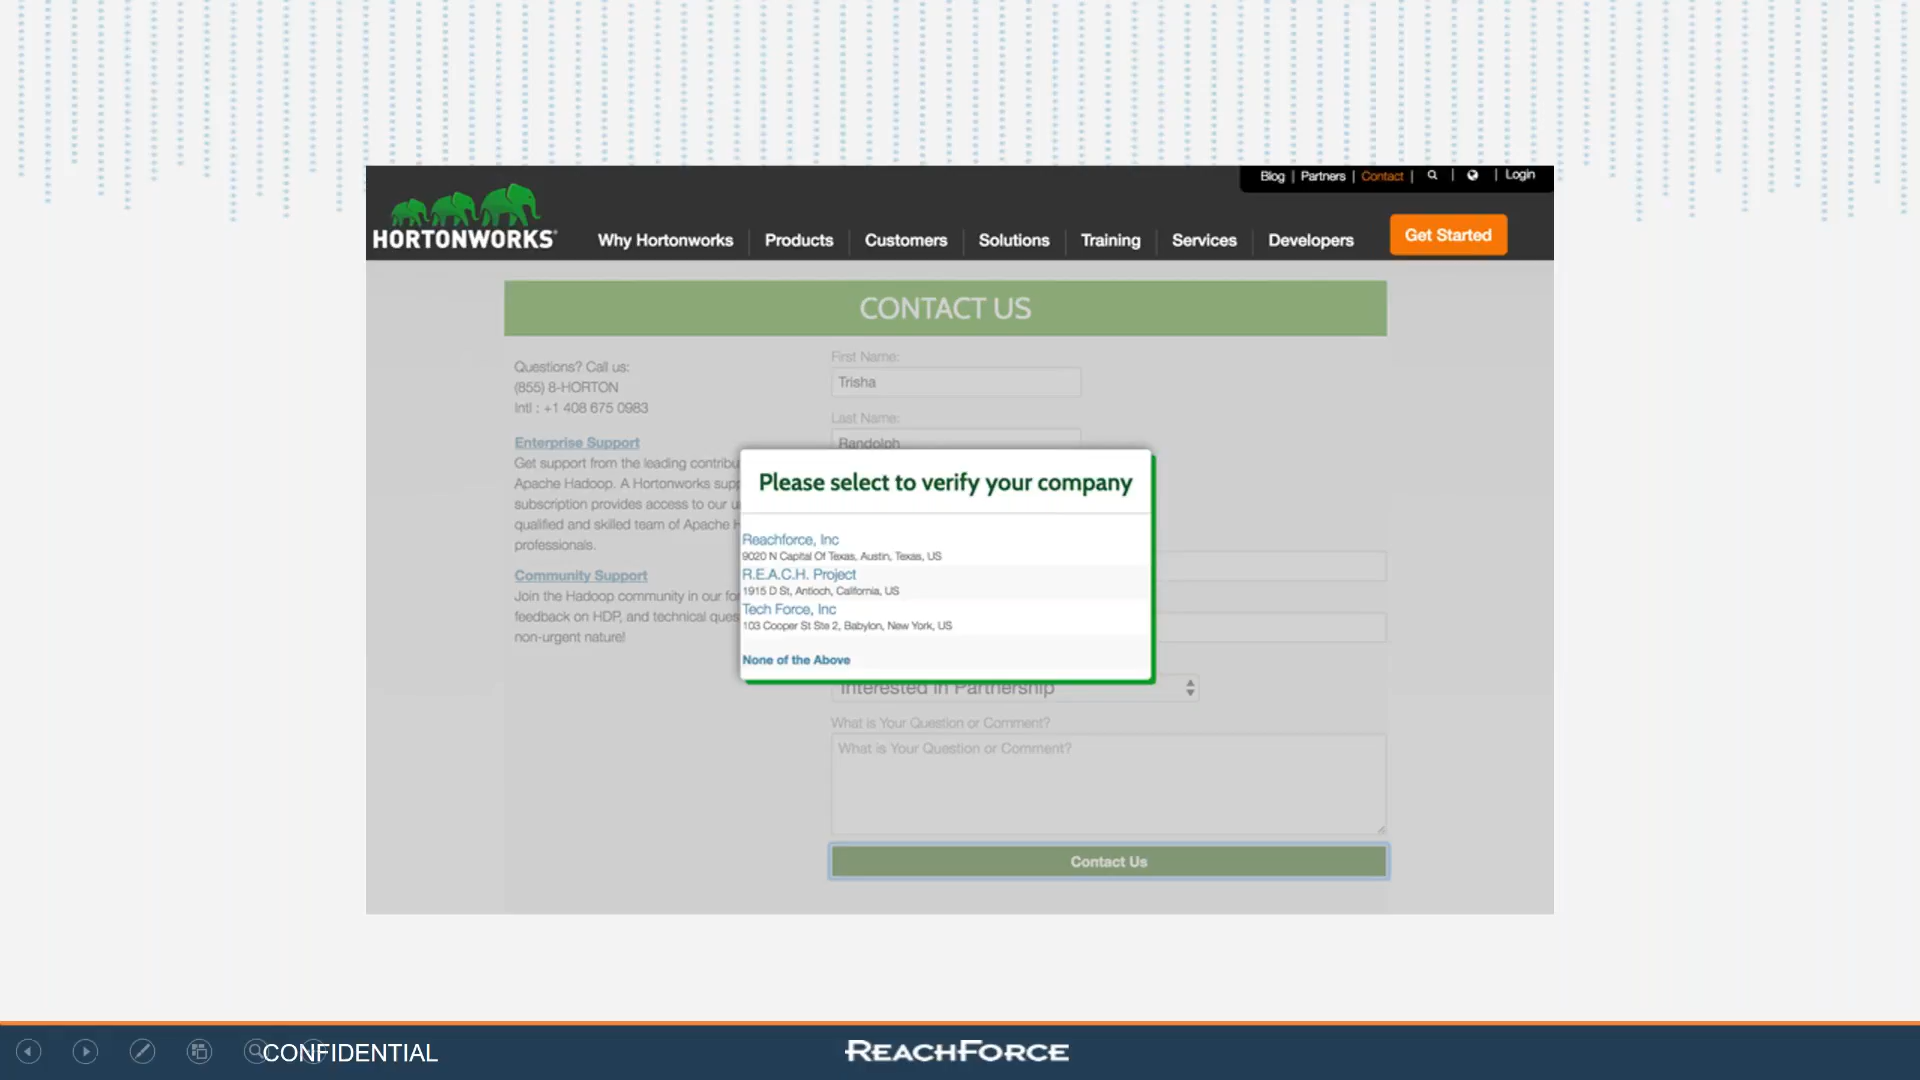 Blog | Partners | Contact | | | Login
HORTONWORKS
Why Hortonworks Products Customers Solutions Training Services Developers Get Started
CONTACT US
Questions? Call us:
(855) 8-HORTON
Intl : +1 408 675 0983
Enterprise Support
Get support from the leading
Apache Hadoop. A Hortonworks
subscription provides access to our
qualified and skilled team of Apache
professionals.
Community Support
Join the Hadoop community in our
feedback on HDP, and technical
non-urgent nature!
First Name:
Trisha
Last Name:
Randolph
Please select to verify your company
Reachforce, Inc
9020 N Capital Of Texas, Austin, Texas, US
R.E.A.C.H. Project
1915 D St, Antioch, California, US
Tech Force, Inc
103 Cooper St Ste 2, Babylon, New York, US
None of the Above
Interested in Partnership
What is Your Question or Comment?
What is Your Question or Comment?
Contact Us
CONFIDENTIAL
REACHFORCE